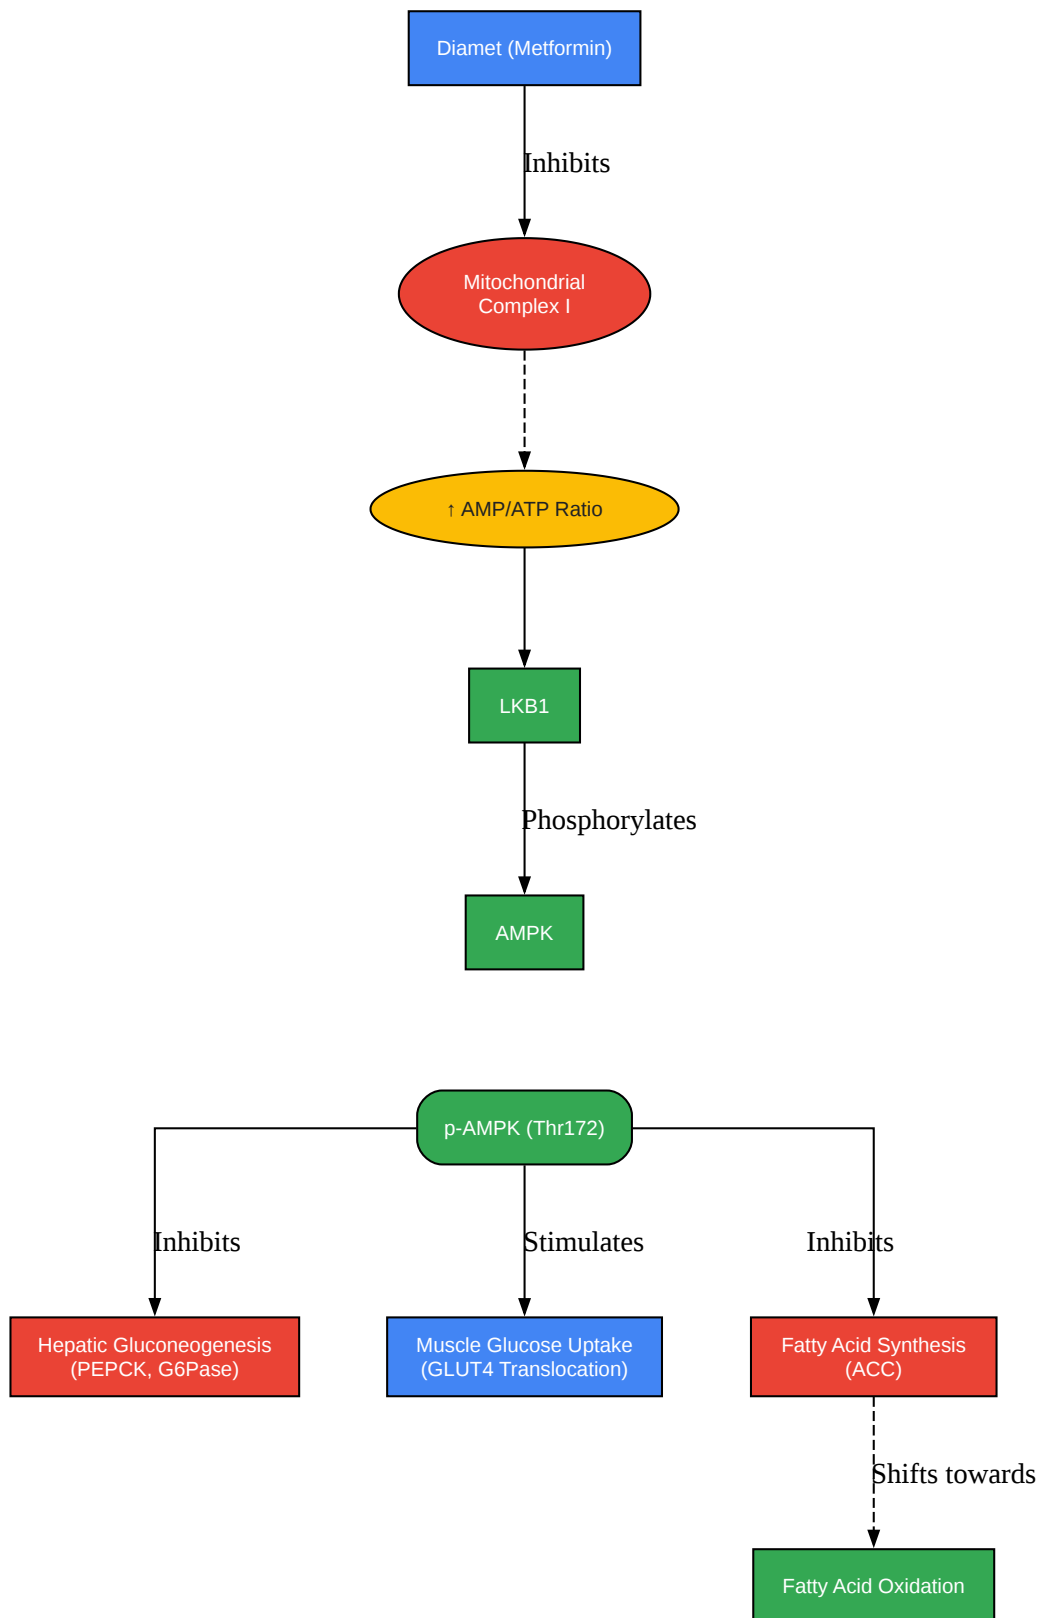 Diamet (Metformin)
Inhibits
Mitochondrial
Complex I
↑ AMP/ATP Ratio
LKB1
Phosphorylates
AMPK
p-AMPK (Thr172)
Inhibits
Stimulates
Inhibits
Hepatic Gluconeogenesis
(PEPCK, G6Pase)
Muscle Glucose Uptake
(GLUT4 Translocation)
Fatty Acid Synthesis
(ACC)
Shifts towards
Fatty Acid Oxidation